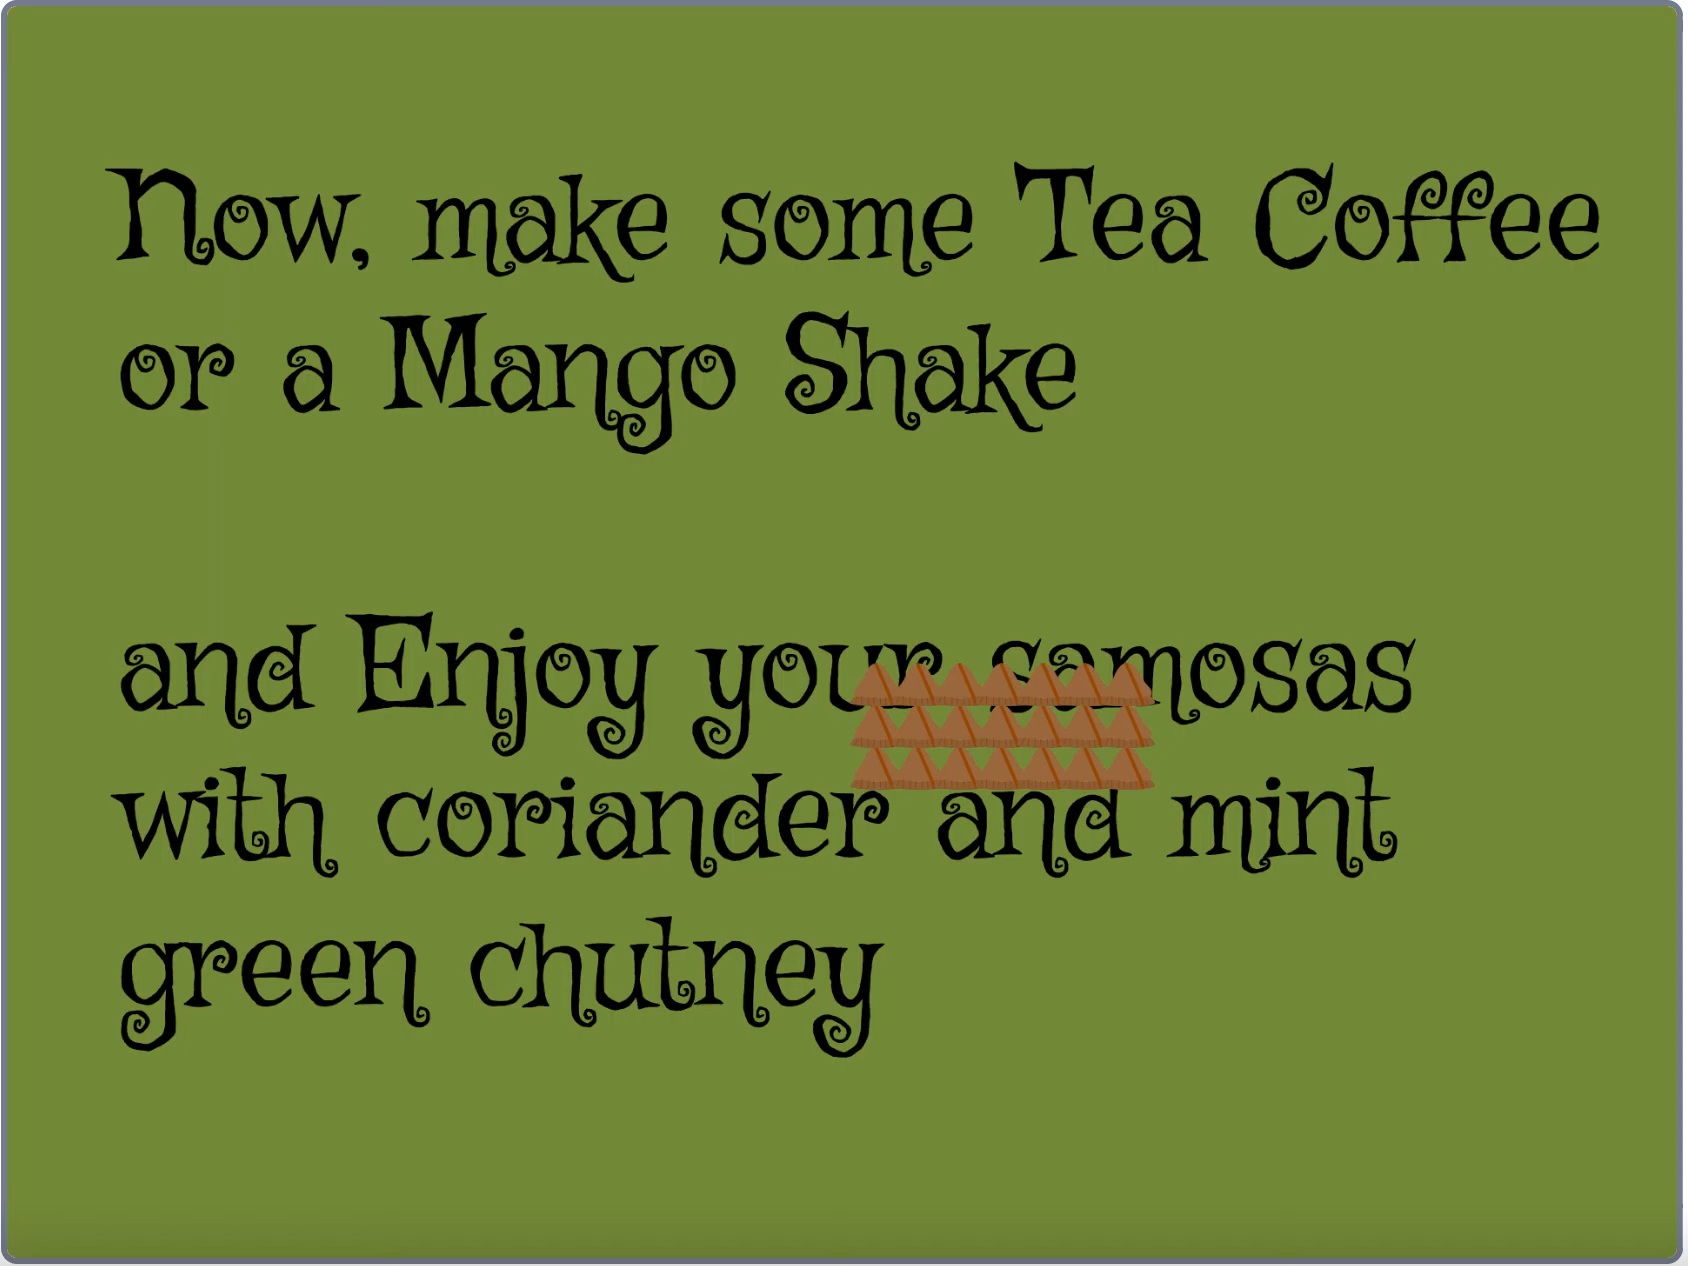 Now, make some Tea Coffee
or a Mango Shake
and Enjoy your samosas
with coriander and mint
green chutney